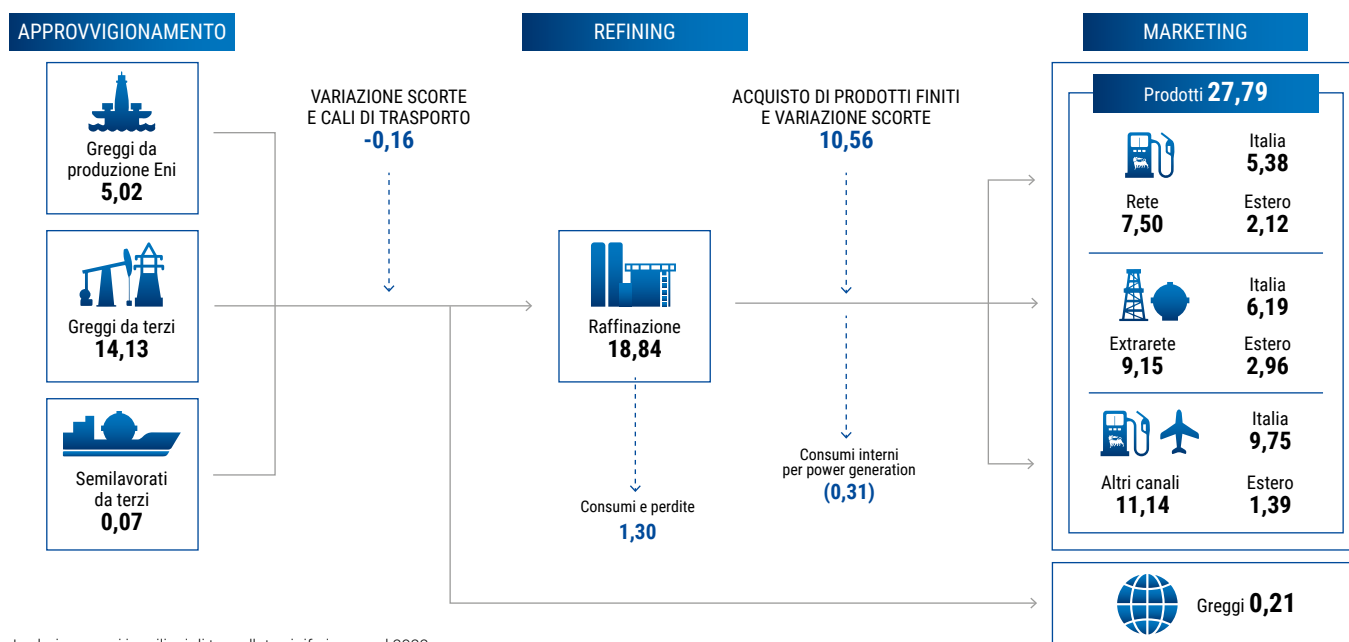 APPROVVIGIONAMENTO
Greggi da
produzione Eni
5,02
Greggi da terzi
14,13
Semilavorati
da terzi
0,07
VARIAZIONE SCORTE
E CALI DI TRASPORTO
-0,16
REFINING
Raffinazione
18,84
Consumi e perdite
1,30
ACQUISTO DI PRODOTTI FINITI
E VARIAZIONE SCORTE
10,56
Consumi interni
per power generation
(0,31)
MARKETING
Prodotti 27,79
Rete
7,50
Italia
5,38
Estero
2,12
Extrarete
9,15
Italia
6,19
Estero
2,96
Altri canali
11,14
Italia
9,75
Estero
1,39
Greggi 0,21